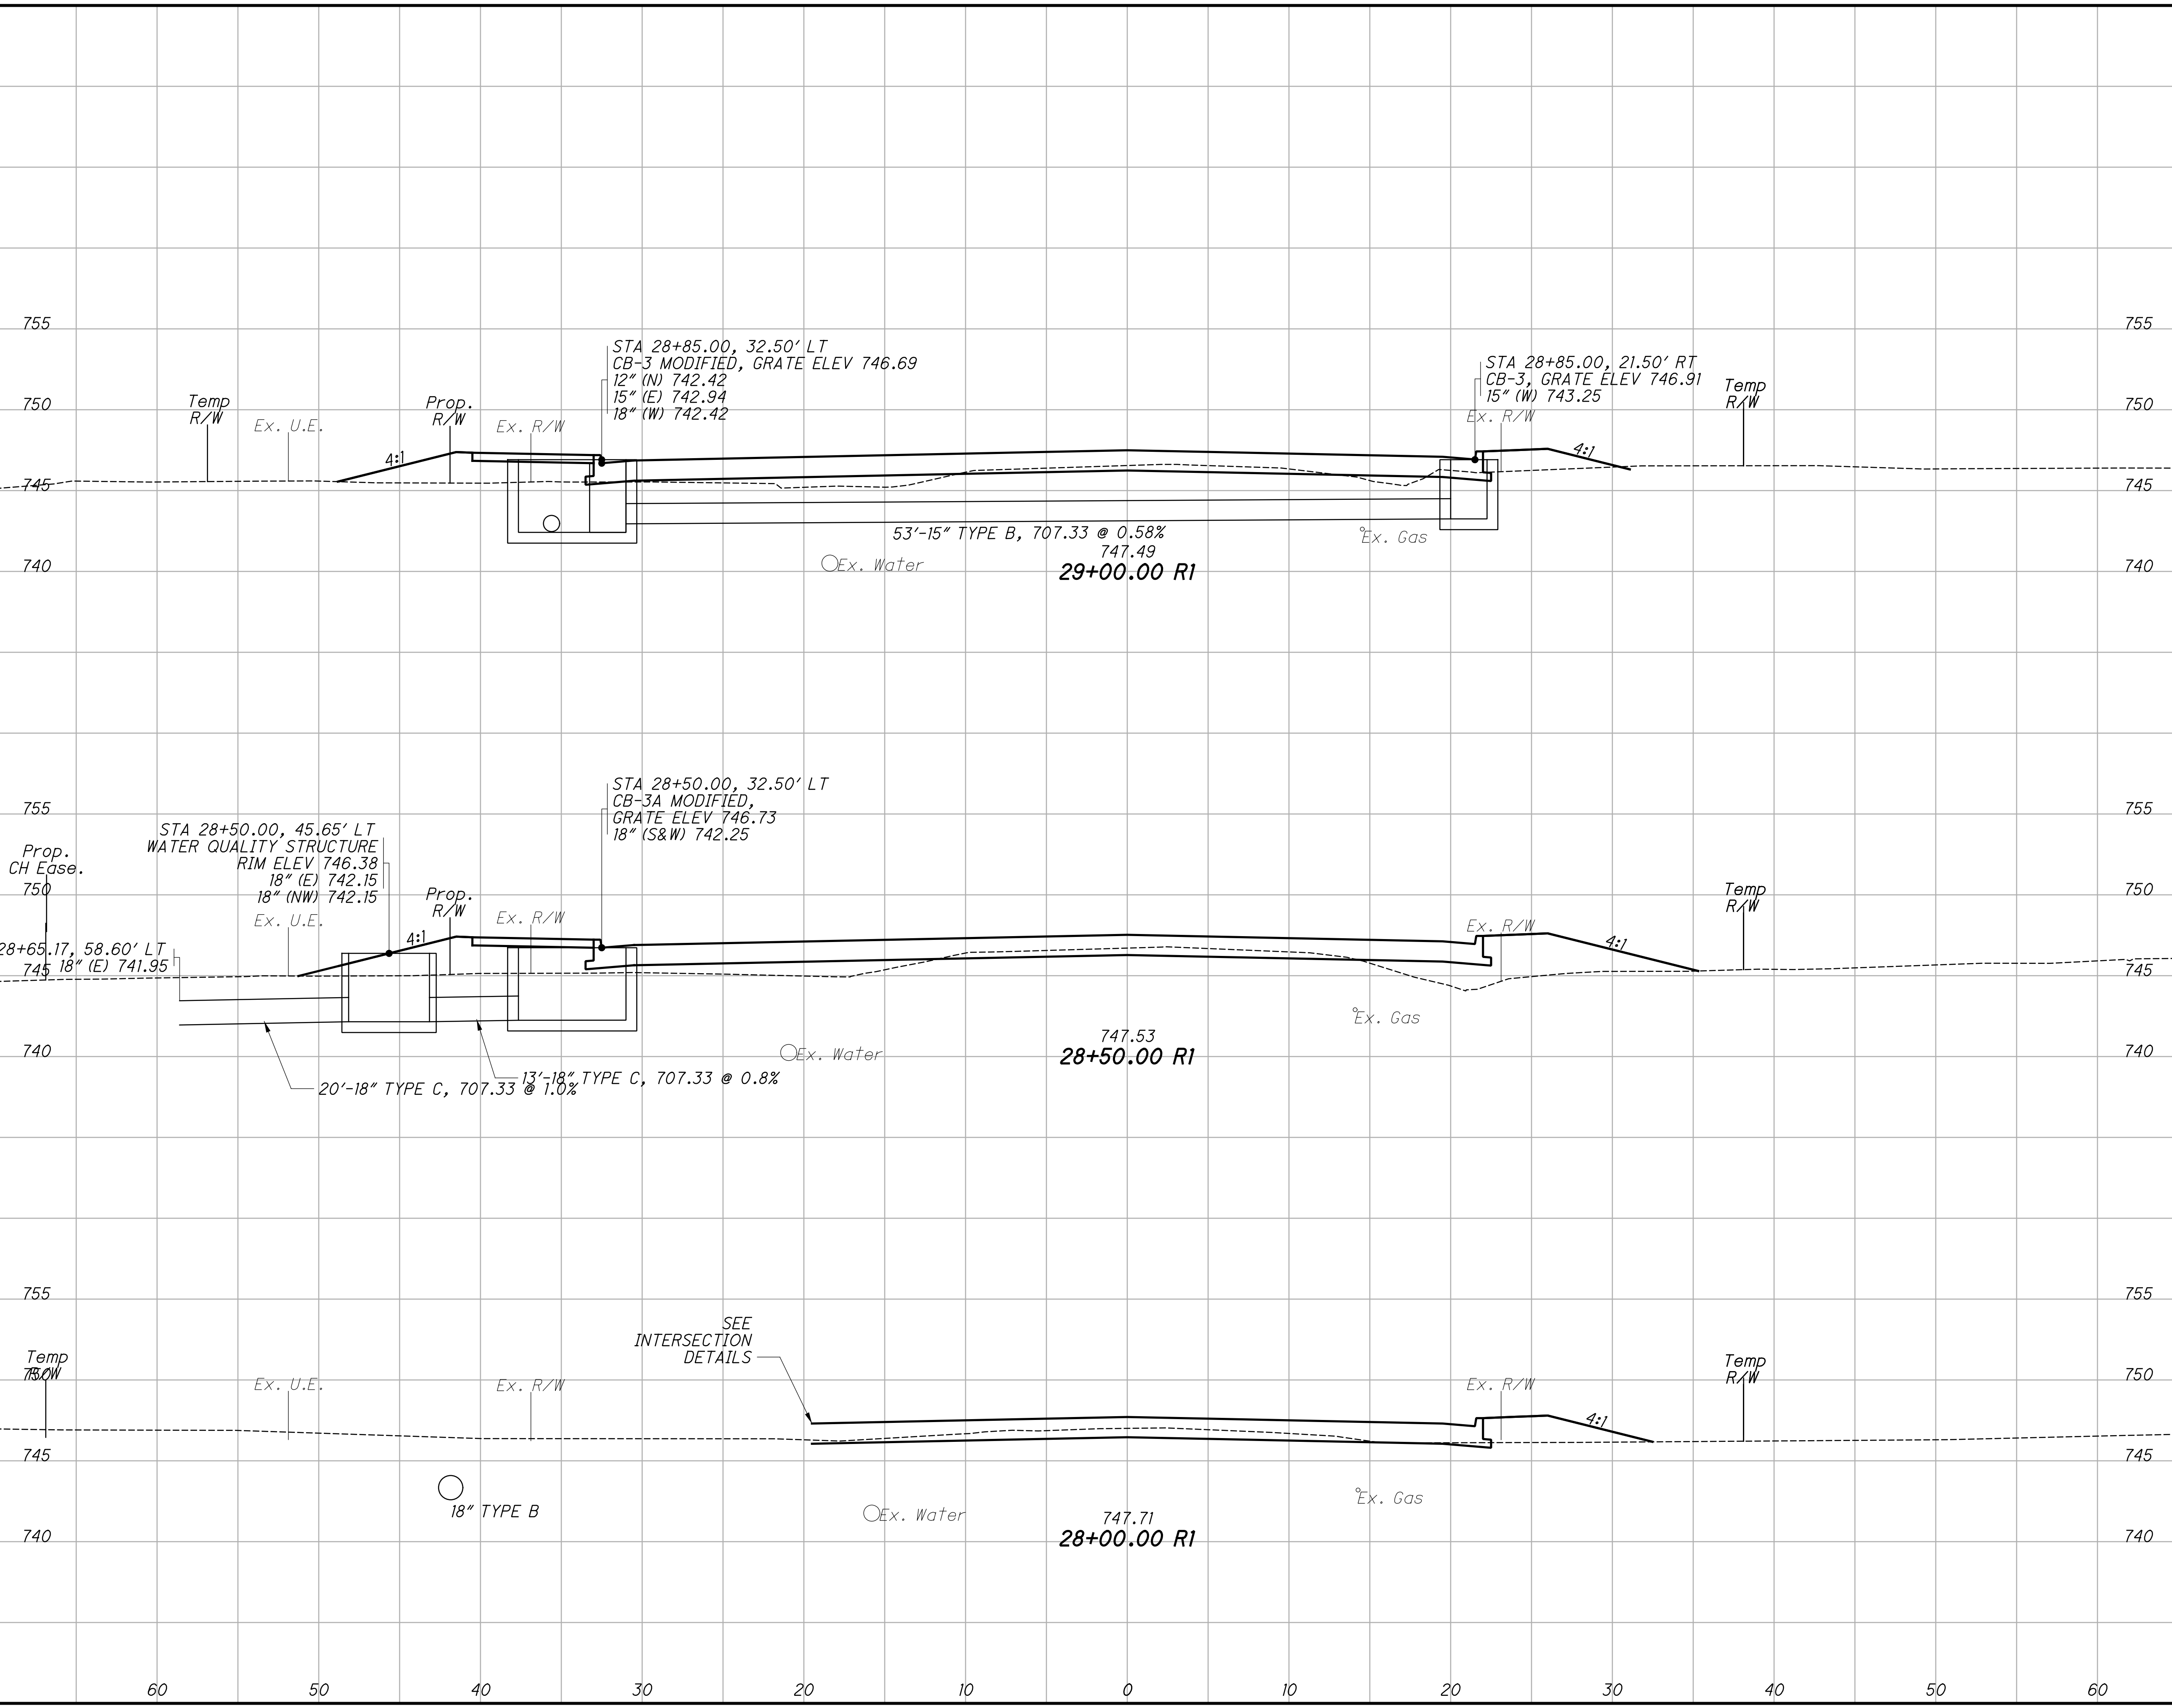 755
755
STA 28+85.00, 32.50' LT
CB-3 MODIFIED, GRATE ELEV 746.69
12" (N) 742.42
15" (E) 742.94
18" (W) 742.42
STA 28+85.00, 21.50' RT
CB-3, GRATE ELEV 746.91
15" (W) 743.25
750
Temp
R/W
Ex. U.E.
Prop.
R/W
Ex. R/W
Ex. R/W
Temp
R/W
750
4:1
4:1
745
745
53'-15" TYPE B, 707.33 @ 0.58%
Ex. Gas
747.49
Ex. Water
29+00.00 R1
740
740
755
755
STA 28+50.00, 32.50' LT
CB-3A MODIFIED,
GRATE ELEV 746.73
18" (S&W) 742.25
STA 28+50.00, 45.65' LT
WATER QUALITY STRUCTURE
RIM ELEV 746.38
18" (E) 742.15
18" (NW) 742.15
Prop.
CH Ease.
750
Ex. U.E.
Prop.
R/W
Ex. R/W
Ex. R/W
Temp
R/W
750
28+65.17, 58.60' LT
18" (E) 741.95
4:1
4:1
745
745
Ex. Gas
747.53
Ex. Water
28+50.00 R1
740
740
13'-18" TYPE C, 707.33 @ 0.8%
20'-18" TYPE C, 707.33 @ 1.0%
755
755
SEE
INTERSECTION
DETAILS
Temp
R/W
750
Ex. U.E.
Ex. R/W
Ex. R/W
Temp
R/W
750
4:1
745
745
18" TYPE B
Ex. Gas
Ex. Water
747.71
28+00.00 R1
740
740
60 50 40 30 20 10 0 10 20 30 40 50 60